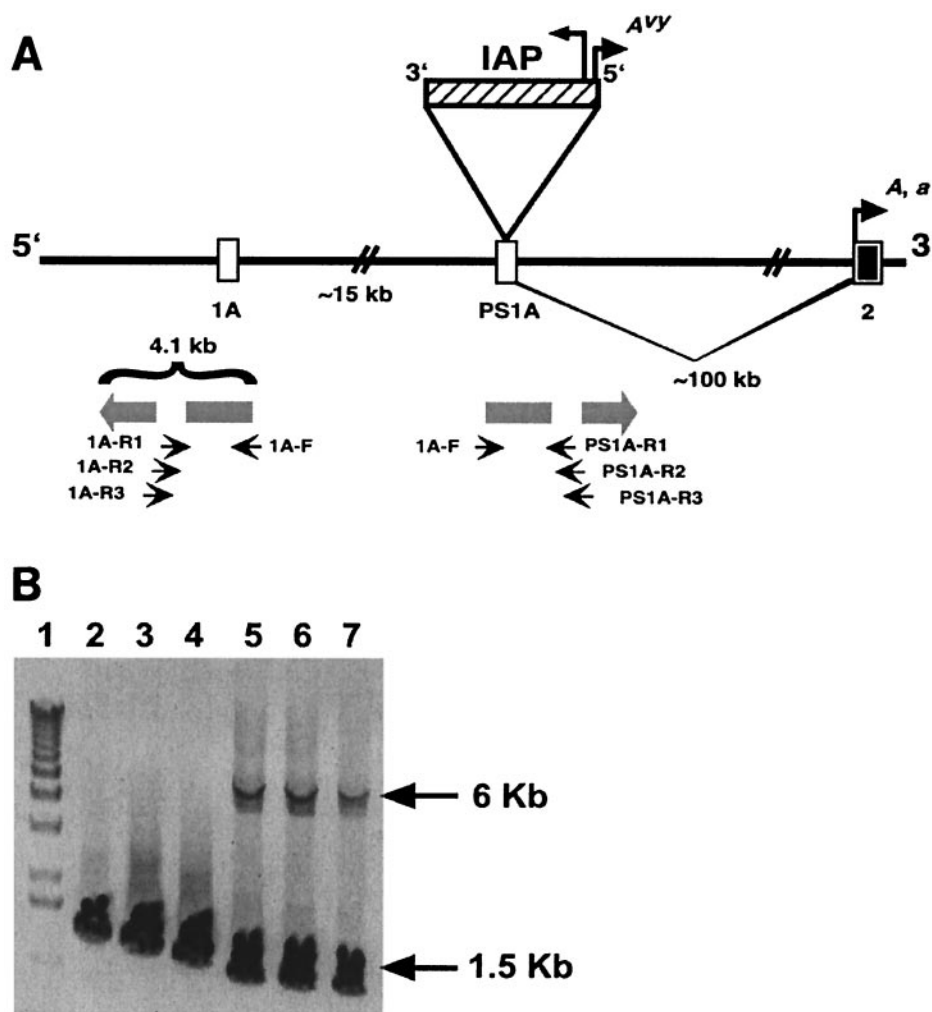 A
IAP
Avy
3‘
5‘
A, a
5‘
3
1A
~15 kb
PS1A
2
4.1 kb
~100 kb
1A-R1
1A-F
1A-F
PS1A-R1
1A-R2
PS1A-R2
1A-R3
PS1A-R3
B
1 2 3 4 5 6 7
6 Kb
1.5 Kb